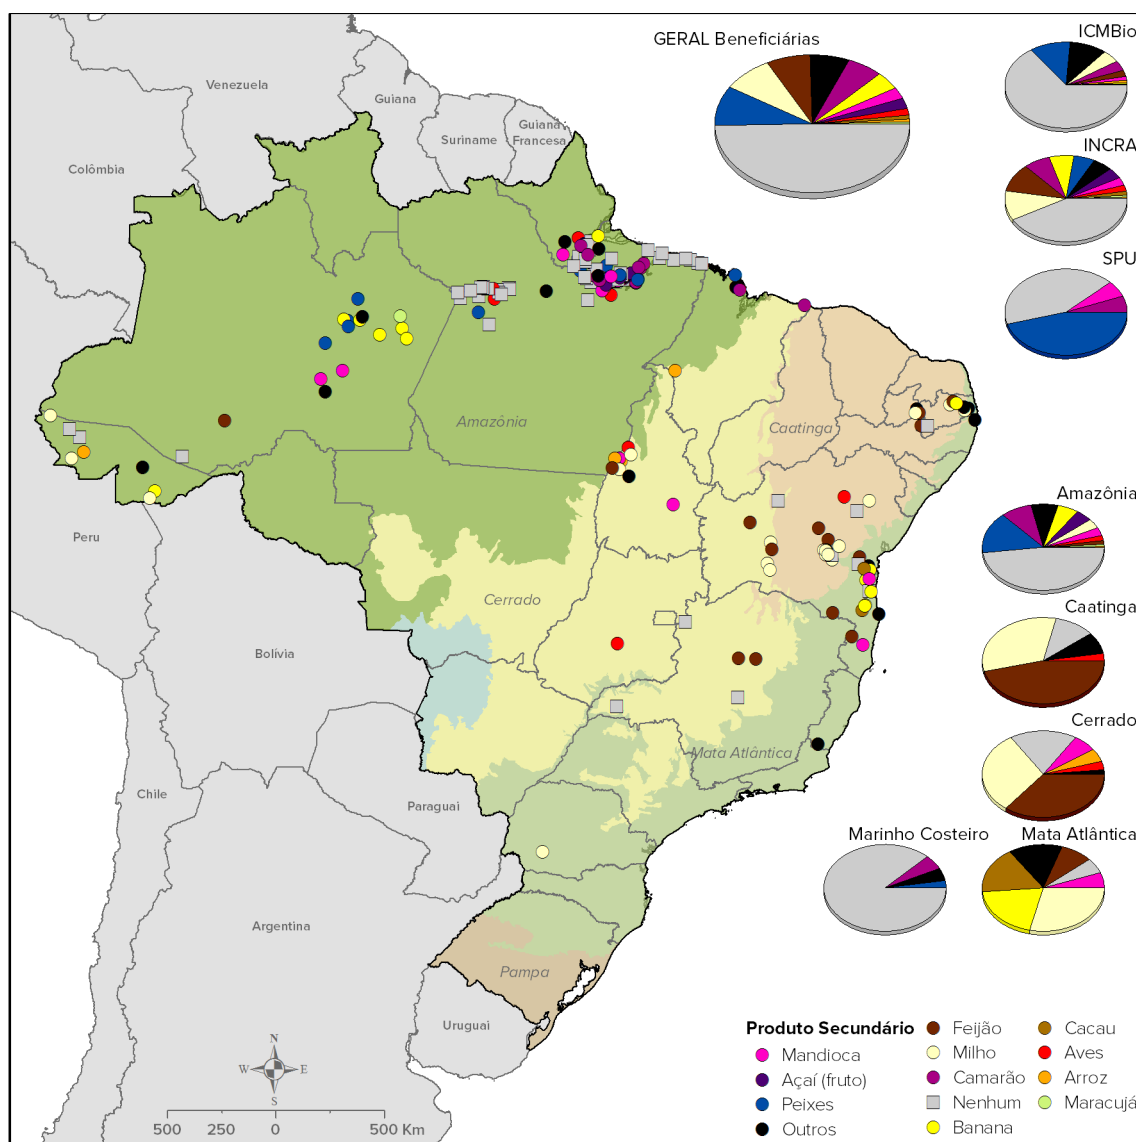 GERAL Beneficiárias
ICMBio
INCRA
SPU
Venezuela
Guiana
Suriname
Guiana
Francesa
Colômbia
Amazônia
Caatinga
Peru
Cerrado
Bolívia
Mata Atlântica
Chile
Paraguai
Argentina
Pampa
Uruguai
Amazônia
Caatinga
Cerrado
Marinho Costeiro
Mata Atlântica
N
W
E
S
500 250 0 500 Km
Produto Secundário
Mandioca
Açaí (fruto)
Peixes
Outros
Feijão
Milho
Camarão
Nenhum
Banana
Cacau
Aves
Arroz
Maracujá